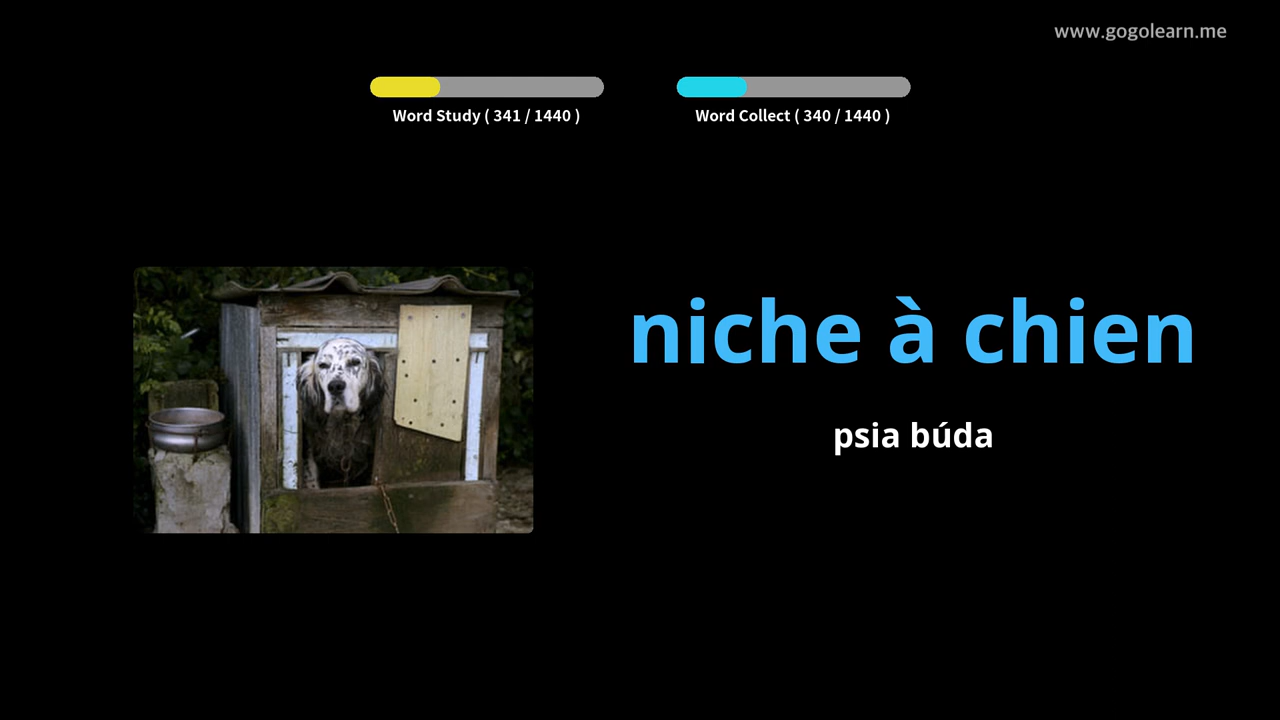 www.gogolearn.me
Word Study ( 341 / 1440 )
Word Collect ( 340 / 1440 )
niche à chien
psia búda